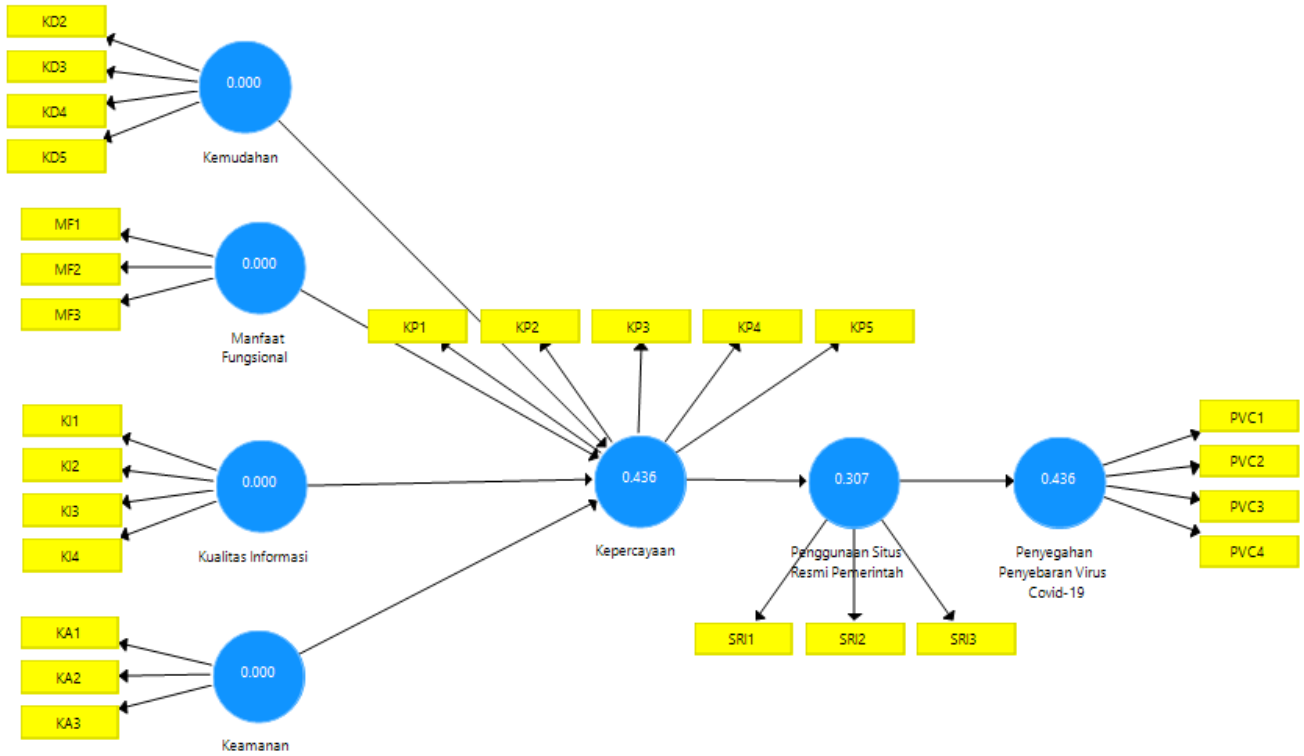 KD2
KD3
KD4
KD5
0.000
Kemudahan
MF1
MF2
MF3
0.000
Manfaat
Fungsional
KP1
KP2
KP3
KP4
KP5
KI1
KI2
KI3
KI4
0.000
Kualitas Informasi
0.436
Kepercayaan
0.307
Penggunaan Situs
Resmi Pemerintah
0.436
Penyegahan
Penyebaran Virus
Covid-19
PVC1
PVC2
PVC3
PVC4
SRI1
SRI2
SRI3
KA1
KA2
KA3
0.000
Keamanan